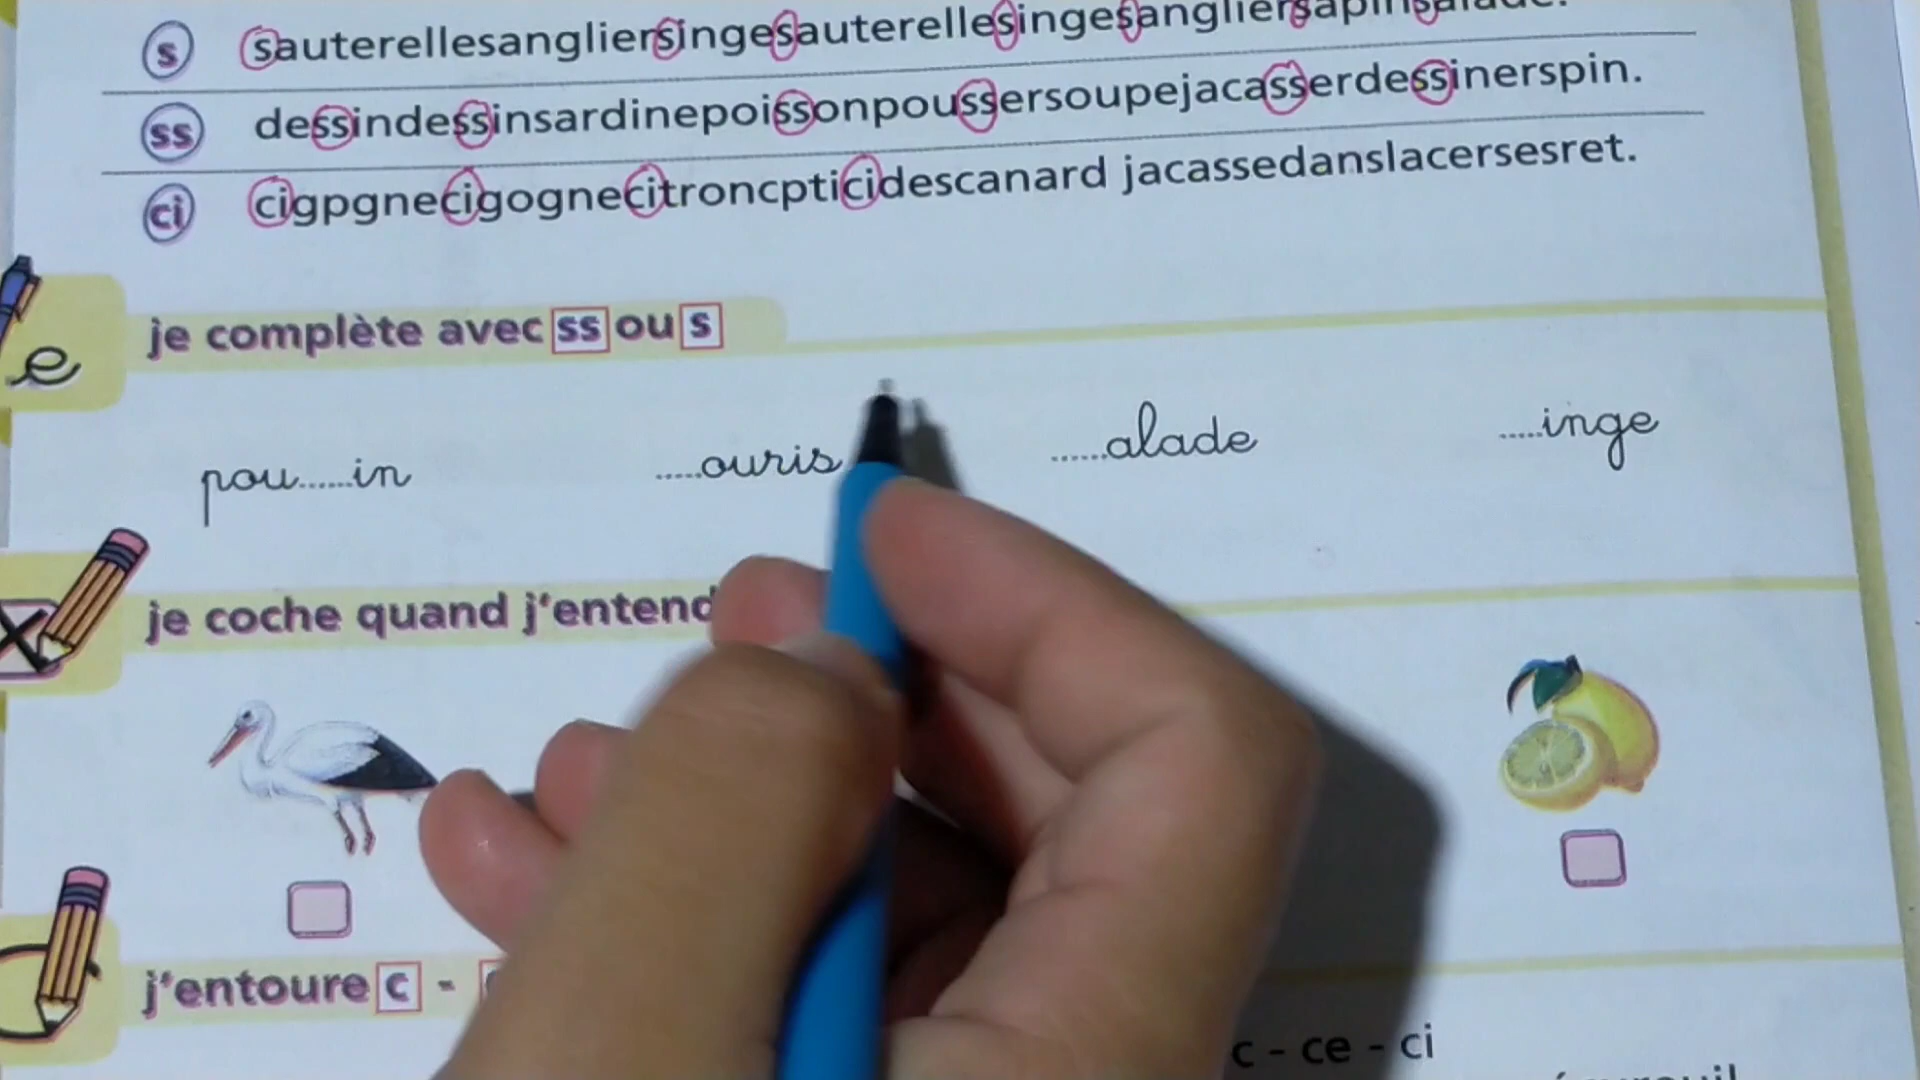 s sauterellesangliersingesauterellesingesangliersapinsalade.
ss dessindessinsardinepoissonpoussersoupejacasserdessinerspin.
ci cigpgnecigognecitroncpticidescanard jacassedanslacersesret.
e je complète avec ss ou s
pou......in .....ouris ......alade .....inge
je coche quand j'entend
j'entoure c -
c - ce - ci